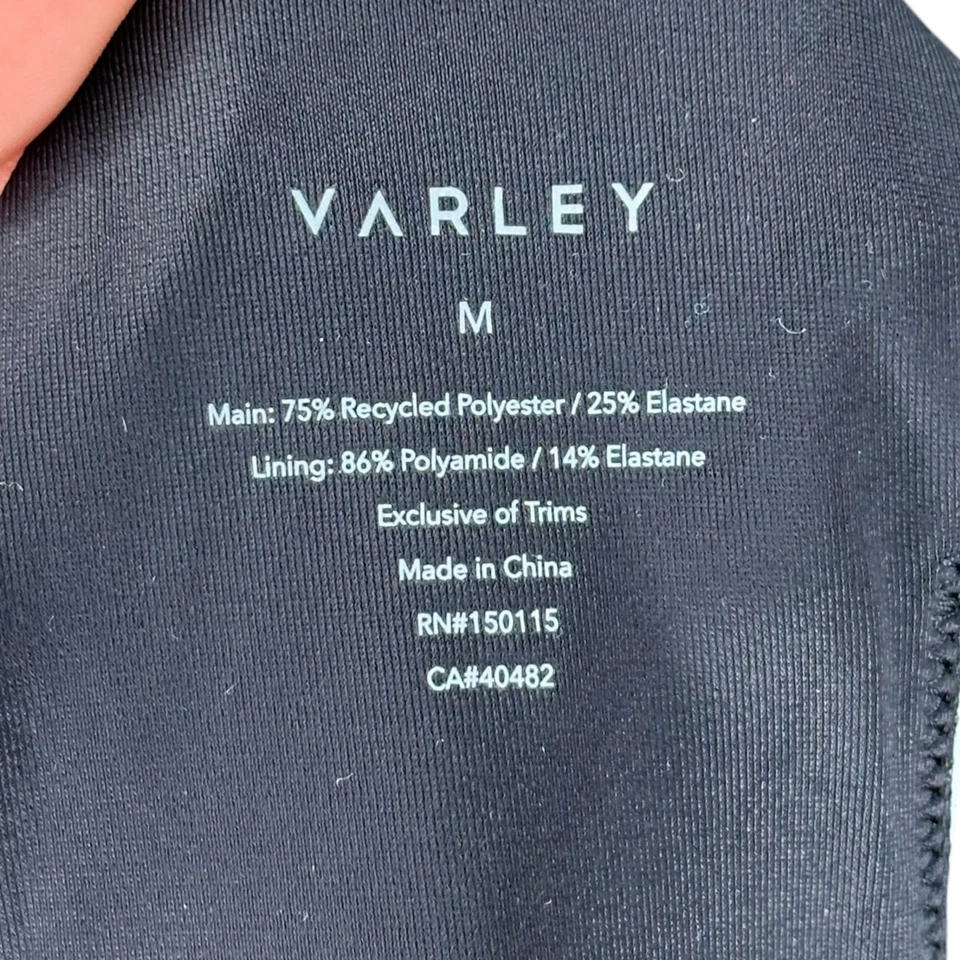 VARLEY
M
Main: 75% Recycled Polyester / 25% Elastane
Lining: 86% Polyamide / 14% Elastane
Exclusive of Trims
Made in China
RN#150115
CA#40482